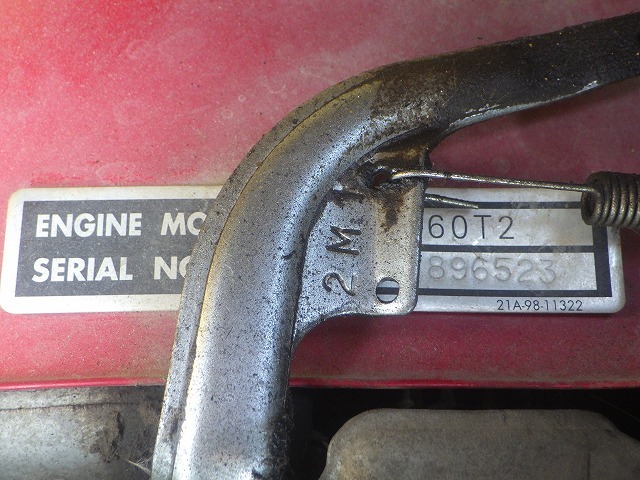 ENGINE MO 60T2
SERIAL NO 896523
2M1
21A-98-11322